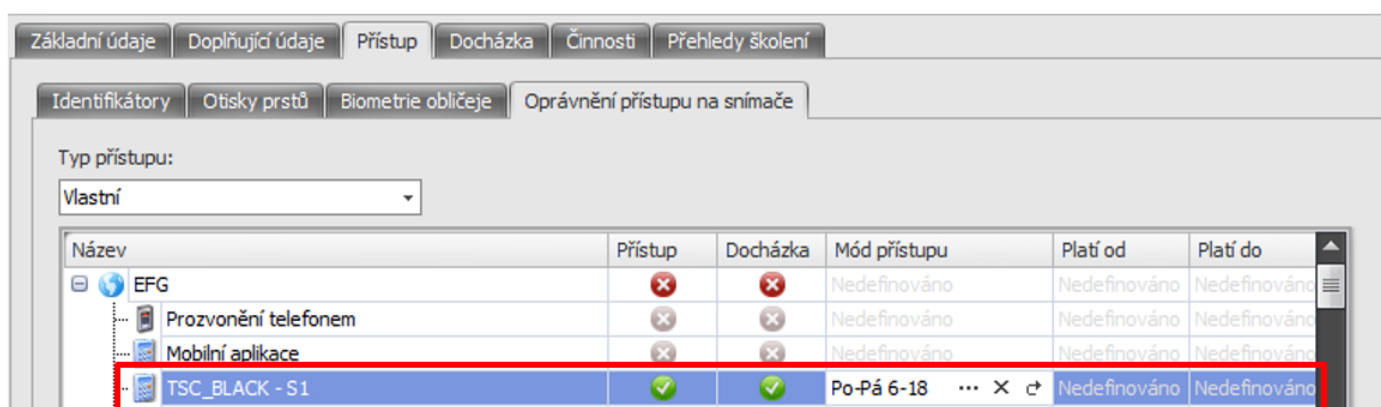 Základní údaje Doplňující údaje Přístup Docházka Činnosti Přehledy školení
Identifikátory Otisky prstů Biometrie obličeje Oprávnění přístupu na snímače
Typ přístupu:
Vlastní
Název Přístup Docházka Mód přístupu Platí od Platí do
EFG Nedefinováno Nedefinováno Nedefinováno
Prozvonění telefonem Nedefinováno Nedefinováno Nedefinováno
Mobilní aplikace Nedefinováno Nedefinováno Nedefinováno
TSC_BLACK - S1 Po-Pá 6-18 ... Nedefinováno Nedefinováno